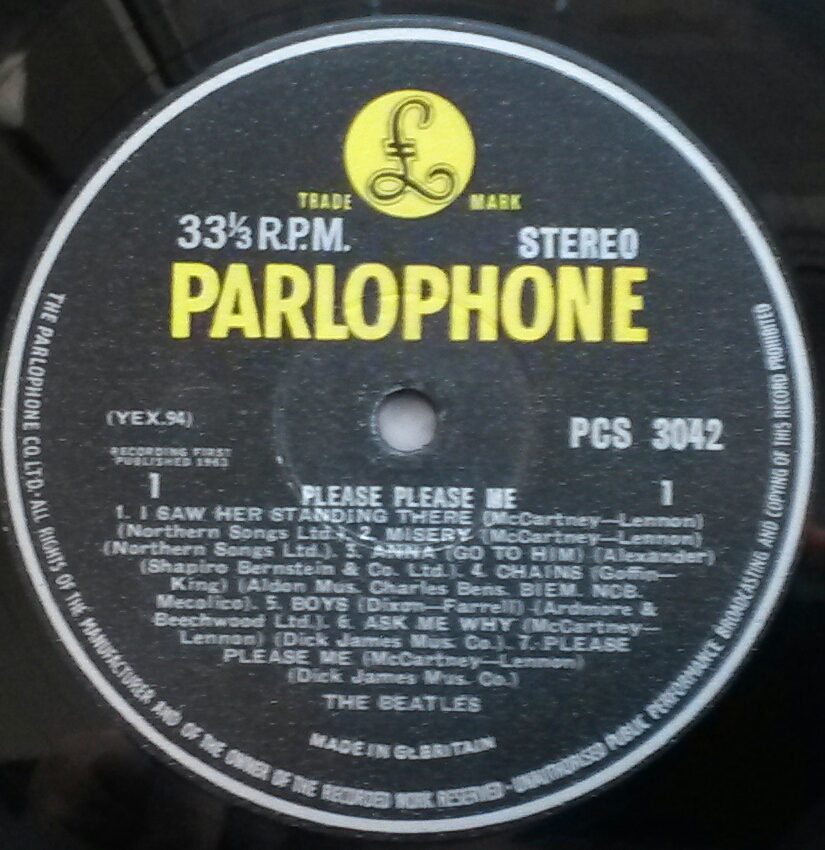 £
TRADE MARK
33⅓ R.P.M. STEREO
PARLOPHONE
(YEX.94) PCS 3042
RECORDING FIRST
PUBLISHED 1963
1 PLEASE PLEASE ME 1
1. I SAW HER STANDING THERE (McCartney—Lennon)
(Northern Songs Ltd.). 2. MISERY (McCartney—Lennon)
(Northern Songs Ltd.). 3. ANNA (GO TO HIM) (Alexander)
(Shapiro Bernstein & Co. Ltd.). 4. CHAINS (Goffin—
King) (Aldon Mus. Charles Bens. BIEM. NCB.
Mecolico). 5. BOYS (Dixon—Farrell) (Ardmore &
Beechwood Ltd.). 6. ASK ME WHY (McCartney—
Lennon) (Dick James Mus. Co.). 7. PLEASE
PLEASE ME (McCartney—Lennon)
(Dick James Mus. Co.)
THE BEATLES
MADE IN Gt. BRITAIN
THE PARLOPHONE CO. LTD. · ALL RIGHTS OF THE MANUFACTURER AND OF THE OWNER OF THE RECORDED WORK RESERVED · UNAUTHORISED PUBLIC PERFORMANCE BROADCASTING AND COPYING OF THIS RECORD PROHIBITED